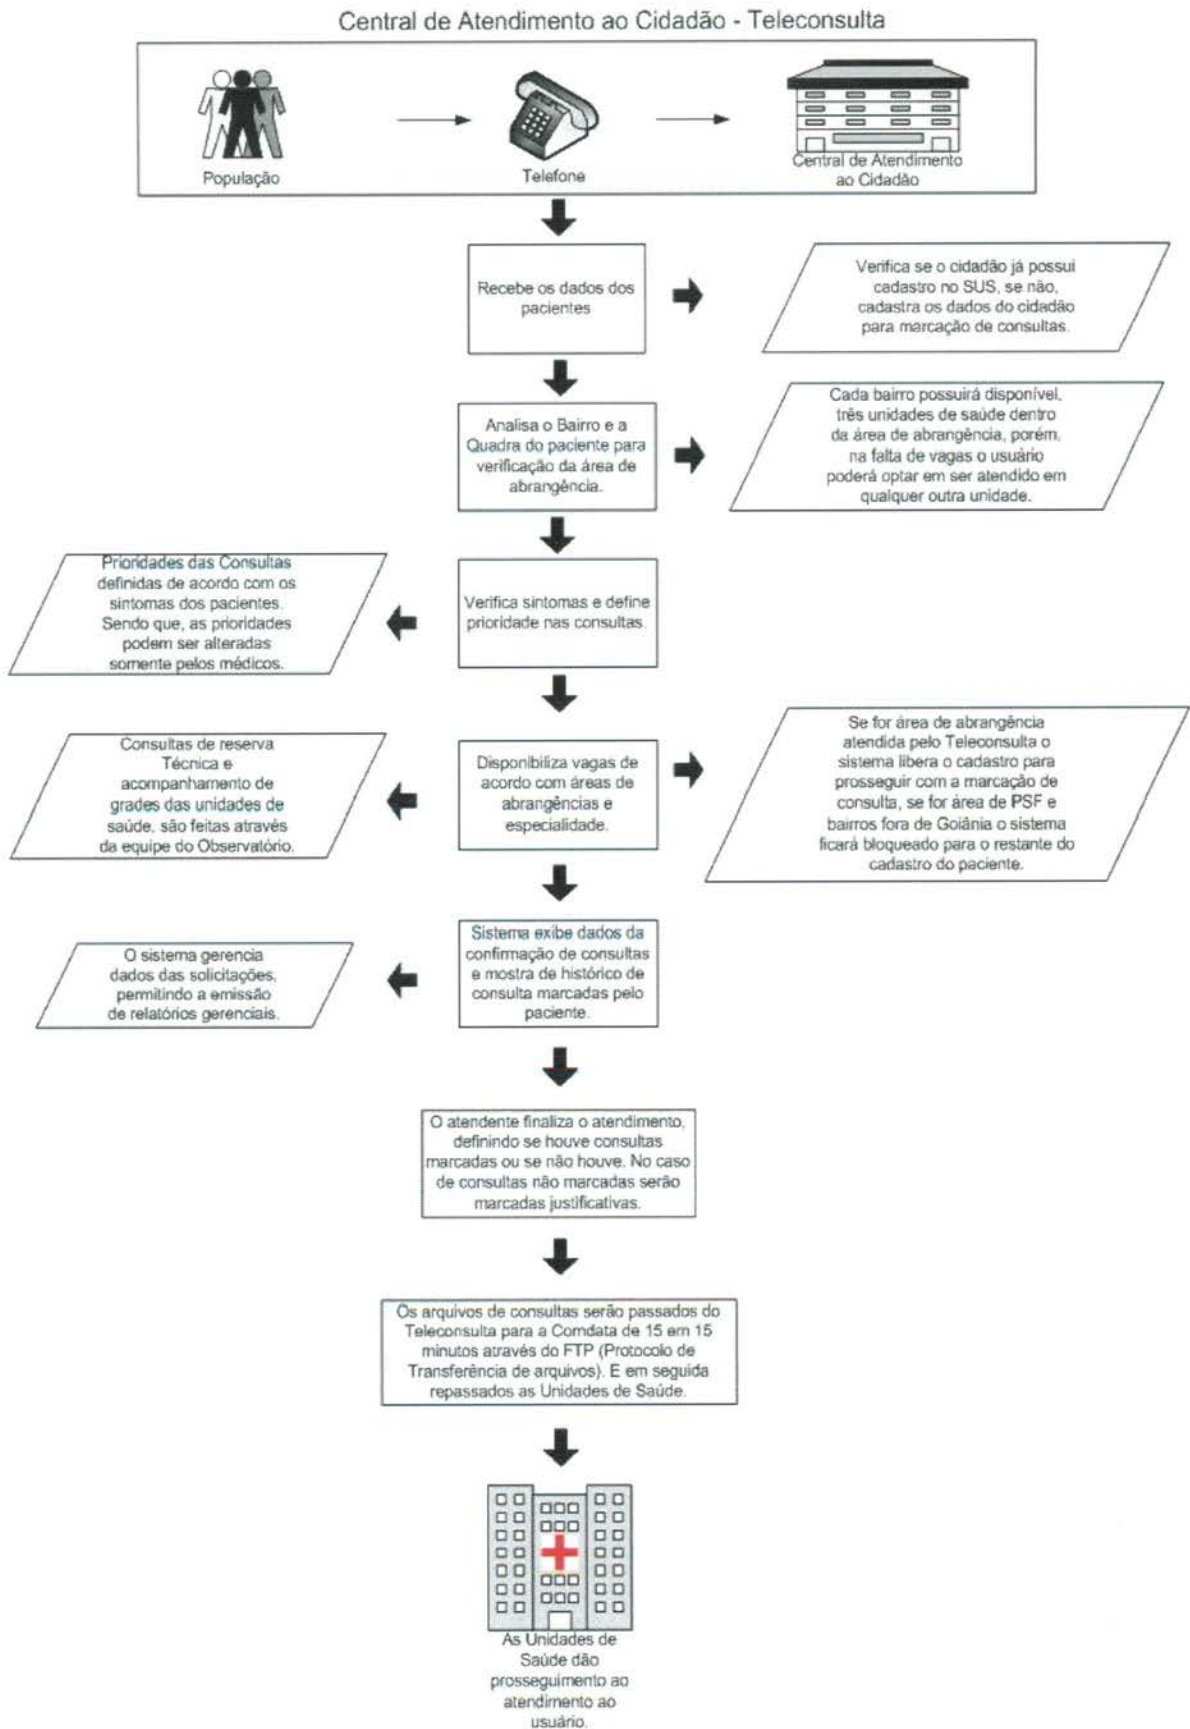 Central de Atendimento ao Cidadão - Teleconsulta
População
Telefone
Central de Atendimento
ao Cidadão
Recebe os dados dos
pacientes
Verifica se o cidadão já possui
cadastro no SUS, se não,
cadastra os dados do cidadão
para marcação de consultas.
Analisa o Bairro e a
Quadra do paciente para
verificação da área de
abrangência.
Cada bairro possuirá disponível,
três unidades de saúde dentro
da área de abrangência, porém,
na falta de vagas o usuário
poderá optar em ser atendido em
qualquer outra unidade.
Prioridades das Consultas
definidas de acordo com os
sintomas dos pacientes.
Sendo que, as prioridades
podem ser alteradas
somente pelos médicos.
Verifica sintomas e define
prioridade nas consultas.
Consultas de reserva
Técnica e
acompanhamento de
grades das unidades de
saúde, são feitas através
da equipe do Observatório.
Disponibiliza vagas de
acordo com áreas de
abrangências e
especialidade.
Se for área de abrangência
atendida pelo Teleconsulta o
sistema libera o cadastro para
prosseguir com a marcação de
consulta, se for área de PSF e
bairros fora de Goiânia o sistema
ficará bloqueado para o restante do
cadastro do paciente.
O sistema gerencia
dados das solicitações,
permitindo a emissão
de relatórios gerenciais.
Sistema exibe dados da
confirmação de consultas
e mostra de histórico de
consulta marcadas pelo
paciente.
O atendente finaliza o atendimento,
definindo se houve consultas
marcadas ou se não houve. No caso
de consultas não marcadas serão
marcadas justificativas.
Os arquivos de consultas serão passados do
Teleconsulta para a Comdata de 15 em 15
minutos através do FTP (Protocolo de
Transferência de arquivos). E em seguida
repassados as Unidades de Saúde.
As Unidades de
Saúde dão
prosseguimento ao
atendimento ao
usuário.